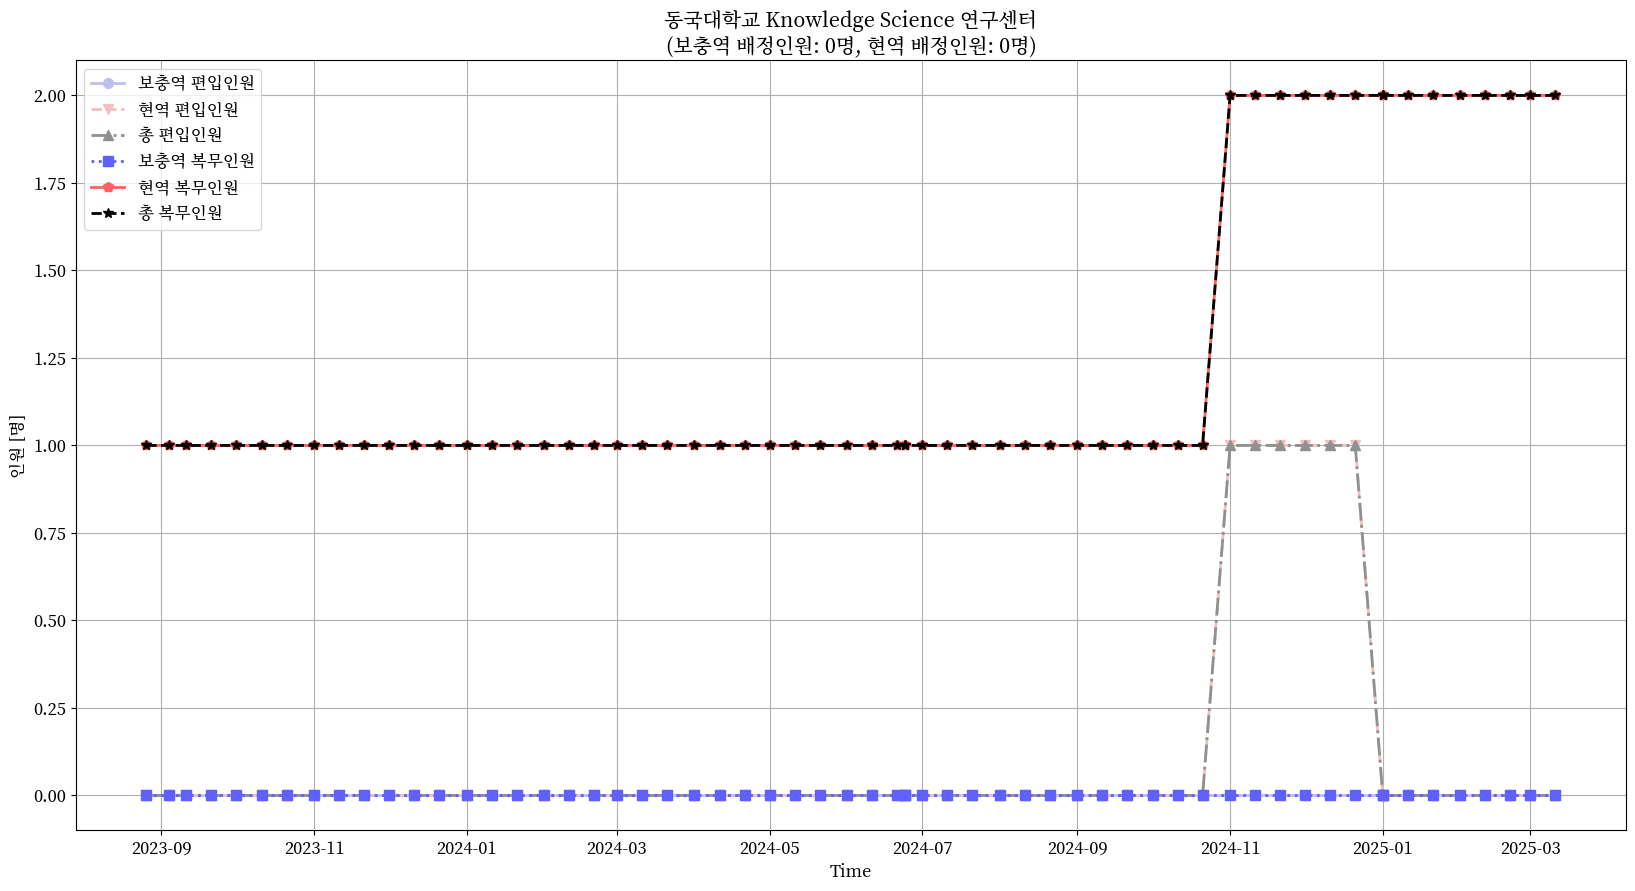 동국대학교 Knowledge Science 연구센터
(보충역 배정인원: 0명, 현역 배정인원: 0명)
보충역 편입인원
현역 편입인원
총 편입인원
보충역 복무인원
현역 복무인원
총 복무인원
2.00
1.75
1.50
1.25
1.00
0.75
0.50
0.25
0.00
인원 [명]
2023-09 2023-11 2024-01 2024-03 2024-05 2024-07 2024-09 2024-11 2025-01 2025-03
Time